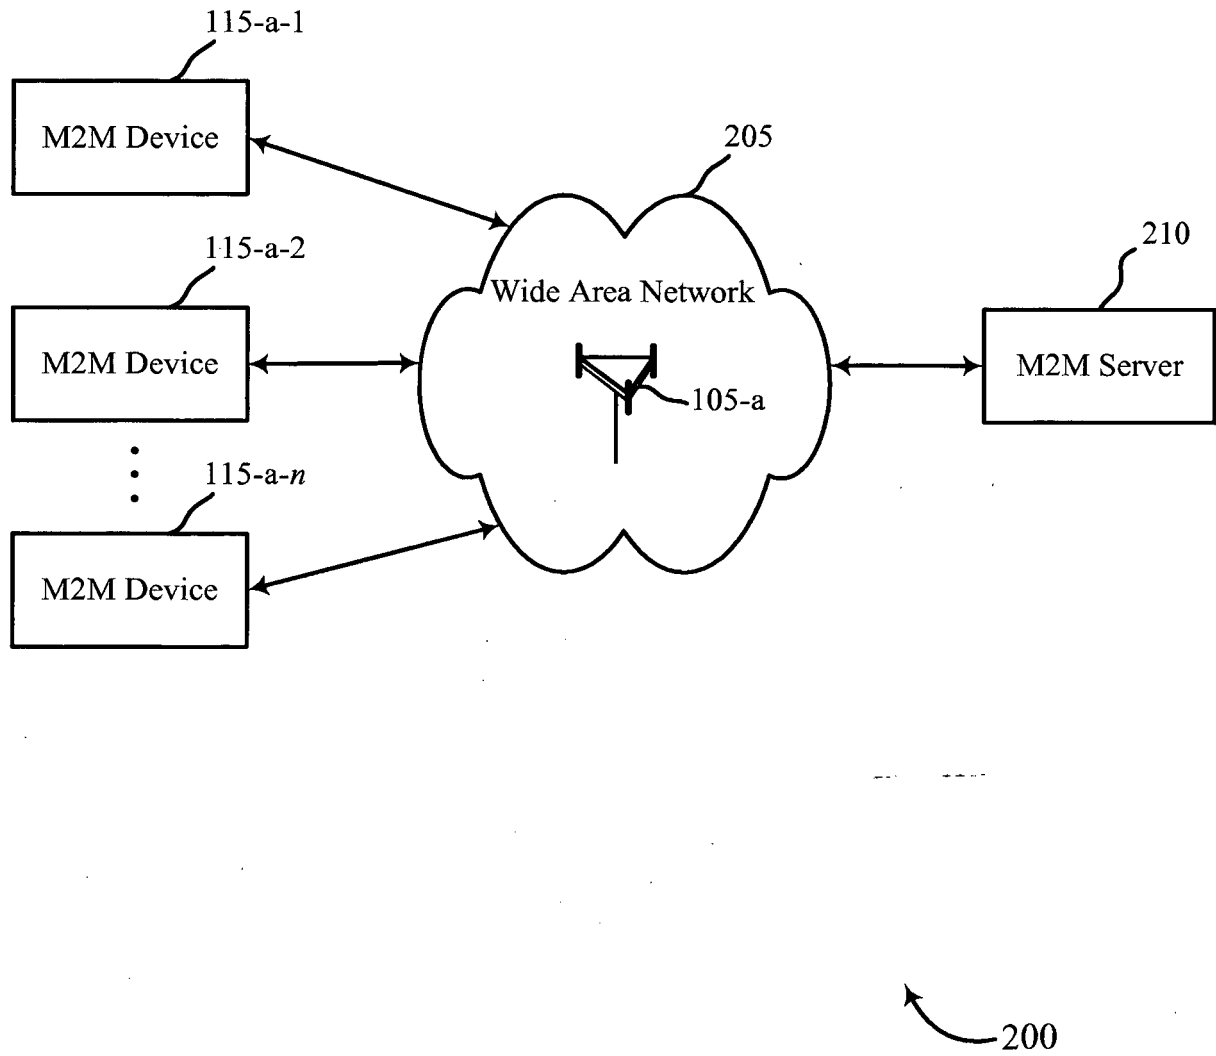 115-a-1
M2M Device
205
115-a-2
210
Wide Area Network
M2M Device
M2M Server
105-a
115-a-n
M2M Device
200